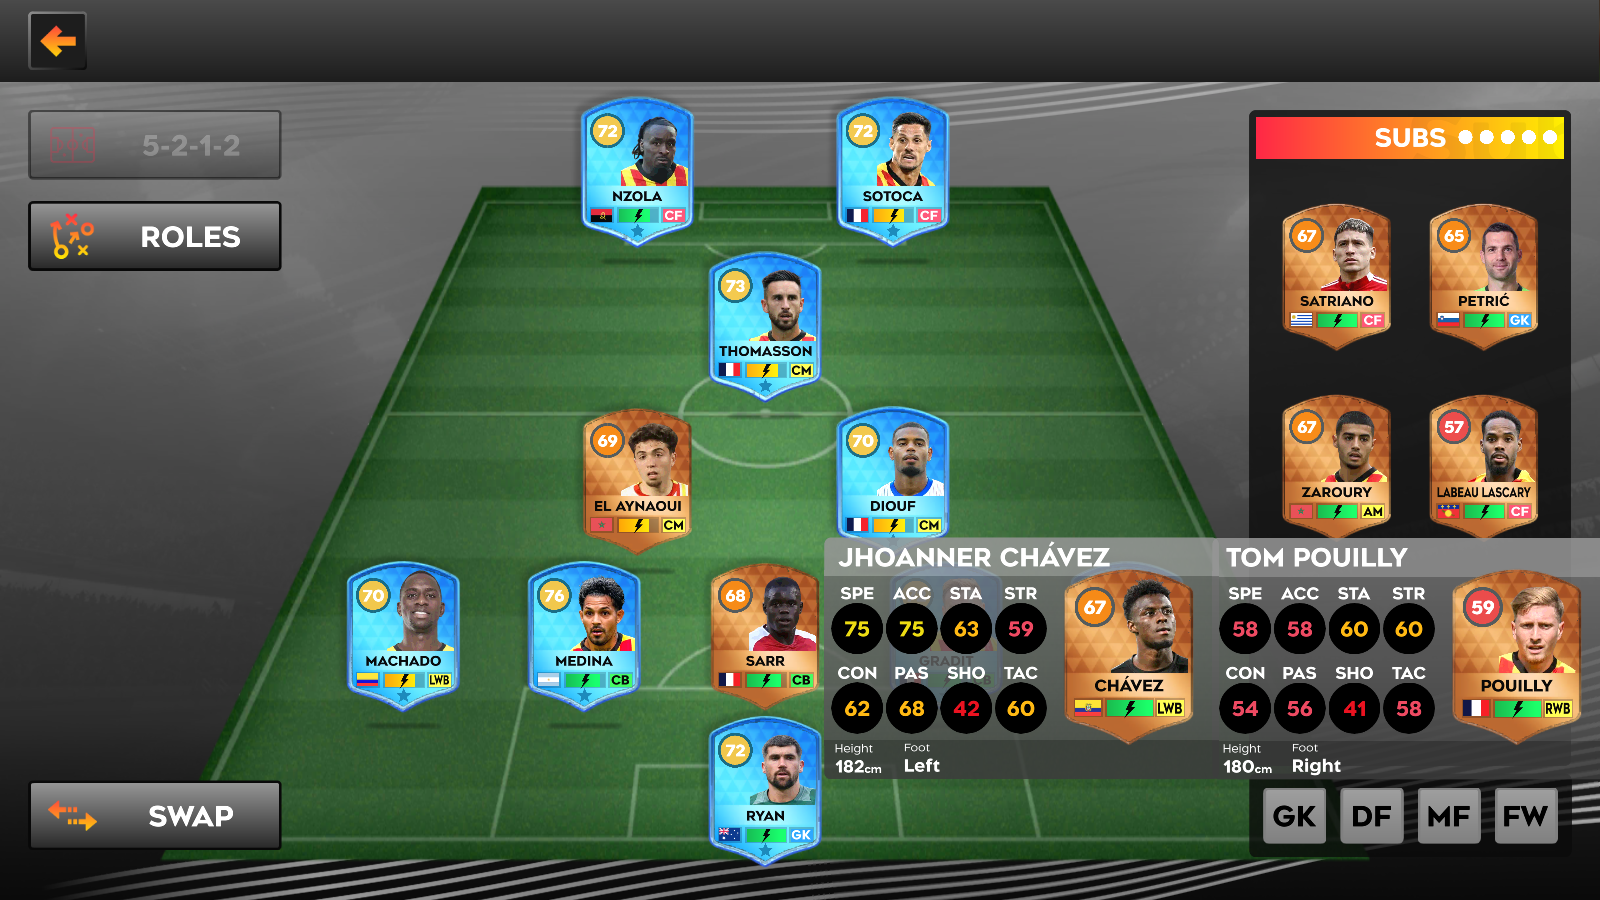 5-2-1-2
ROLES
SWAP
72
NZOLA
CF
72
SOTOCA
CF
73
THOMASSON
CM
69
EL AYNAOUI
CM
70
DIOUF
CM
70
MACHADO
LWB
76
MEDINA
CB
68
SARR
CB
GRADIT
72
RYAN
GK
SUBS
67
SATRIANO
CF
65
PETRIĆ
GK
67
ZAROURY
AM
57
LABEAU LASCARY
CF
JHOANNER CHÁVEZ
SPE ACC STA STR
75 75 63 59
CON PAS SHO TAC
62 68 42 60
Height Foot
182cm Left
67
CHÁVEZ
LWB
TOM POUILLY
SPE ACC STA STR
58 58 60 60
CON PAS SHO TAC
54 56 41 58
Height Foot
180cm Right
59
POUILLY
RWB
GK DF MF FW